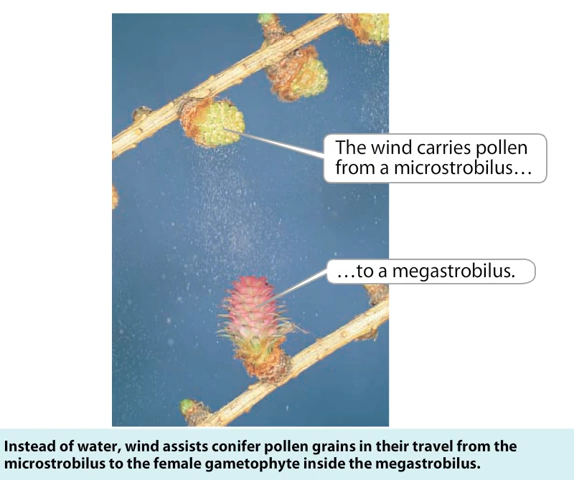 The wind carries pollen
from a microstrobilus…
…to a megastrobilus.
Instead of water, wind assists conifer pollen grains in their travel from the
microstrobilus to the female gametophyte inside the megastrobilus.